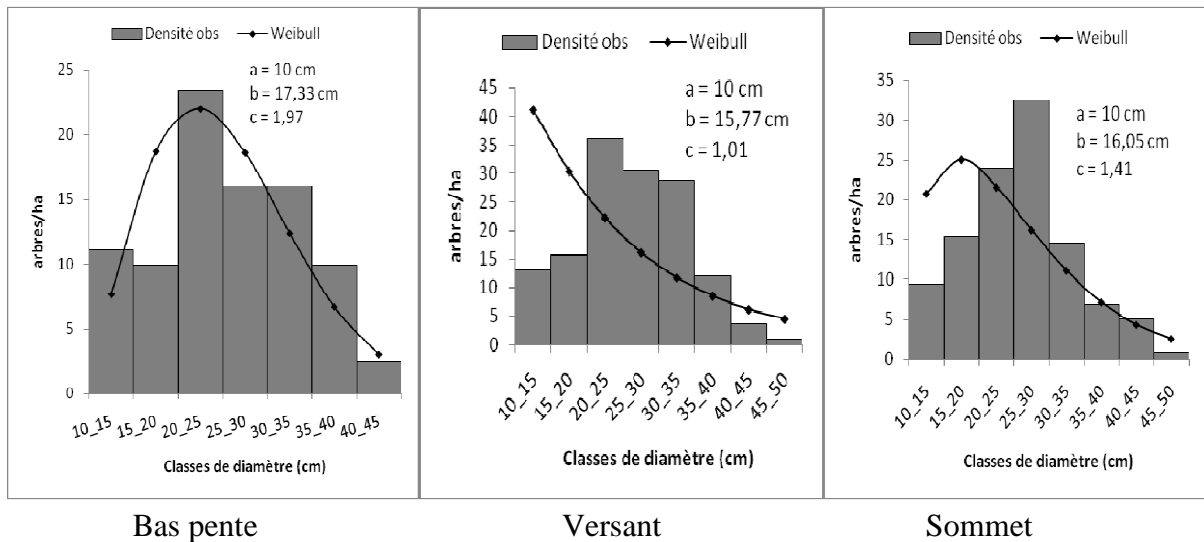 Densité obs Weibull
a = 10 cm
b = 17,33 cm
c = 1,97
25
20
15
10
5
0
arbres/ha
10_15 15_20 20_25 25_30 30_35 35_40 40_45
Classes de diamètre (cm)
Bas pente
Densité obs Weibull
a = 10 cm
b = 15,77 cm
c = 1,01
45
40
35
30
25
20
15
10
5
0
arbres/ha
10_15 15_20 20_25 25_30 30_35 35_40 40_45 45_50
Classes de diamètre (cm)
Versant
Densité obs Weibull
a = 10 cm
b = 16,05 cm
c = 1,41
35
30
25
20
15
10
5
0
arbres/ha
10_15 15_20 20_25 25_30 30_35 35_40 40_45 45_50
Classes de diamètre (cm)
Sommet